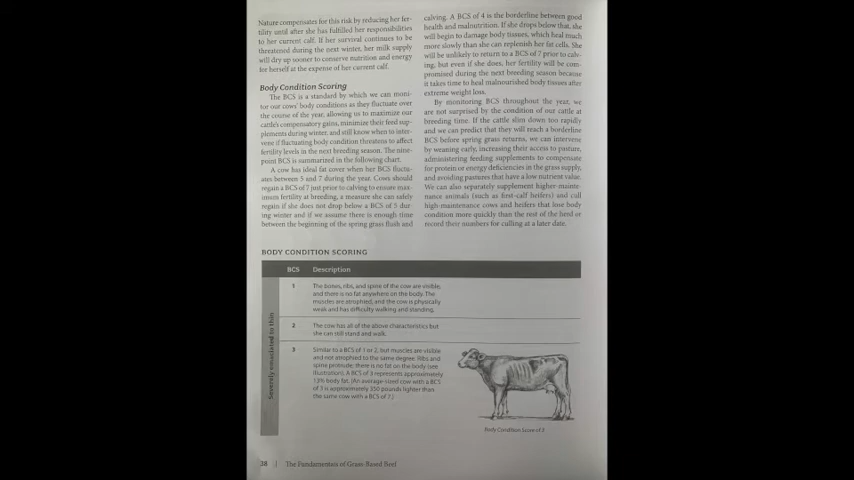 Nature compensates for this risk by reducing her fer-
tility until after she has fulfilled her responsibilities
to her current calf. If her survival continues to be
threatened during the next winter, her milk supply
will dry up sooner to conserve nutrition and energy
for herself at the expense of her current calf.
Body Condition Scoring
The BCS is a standard by which we can moni-
tor our cows' body conditions as they fluctuate over
the course of the year, allowing us to maximize our
cattle's compensatory gains, minimize their feed sup-
plements during winter, and still know when to inter-
vene if fluctuating body condition threatens to affect
fertility levels in the next breeding season. The nine-
point BCS is summarized in the following chart.
A cow has ideal fat cover when her BCS fluctu-
ates between 5 and 7 during the year. Cows should
regain a BCS of 7 just prior to calving to ensure max-
imum fertility at breeding, a measure she can safely
regain if she does not drop below a BCS of 5 dur-
ing winter and if we assume there is enough time
between the beginning of the spring grass flush and
calving. A BCS of 4 is the borderline between good
health and malnutrition. If she drops below that, she
will begin to damage body tissues, which heal much
more slowly than she can replenish her fat cells. She
will be unlikely to return to a BCS of 7 prior to calv-
ing, but even if she does, her fertility will be com-
promised during the next breeding season because
it takes time to heal malnourished body tissues after
extreme weight loss.
By monitoring BCS throughout the year, we
are not surprised by the condition of our cattle at
breeding time. If the cattle slim down too rapidly
and we can predict that they will reach a borderline
BCS before spring grass returns, we can intervene
by weaning early, increasing their access to pasture,
administering feeding supplements to compensate
for protein or energy deficiencies in the grass supply,
and avoiding pastures that have a low nutrient value.
We can also separately supplement higher-mainte-
nance animals (such as first-calf heifers) and cull
high-maintenance cows and heifers that lose body
condition more quickly than the rest of the herd or
record their numbers for culling at a later date.
BODY CONDITION SCORING
BCS Description
Severely emaciated to thin
1 The bones, ribs, and spine of the cow are visible,
and there is no fat anywhere on the body. The
muscles are atrophied, and the cow is physically
weak and has difficulty walking and standing.
2 The cow has all of the above characteristics but
she can still stand and walk.
3 Similar to a BCS of 1 or 2, but muscles are visible
and not atrophied to the same degree. Ribs and
spine protrude; there is no fat on the body (see
illustration). A BCS of 3 represents approximately
13% body fat. (An average-sized cow with a BCS
of 3 is approximately 350 pounds lighter than
the same cow with a BCS of 7.)
Body Condition Score of 3
38 | The Fundamentals of Grass-Based Beef